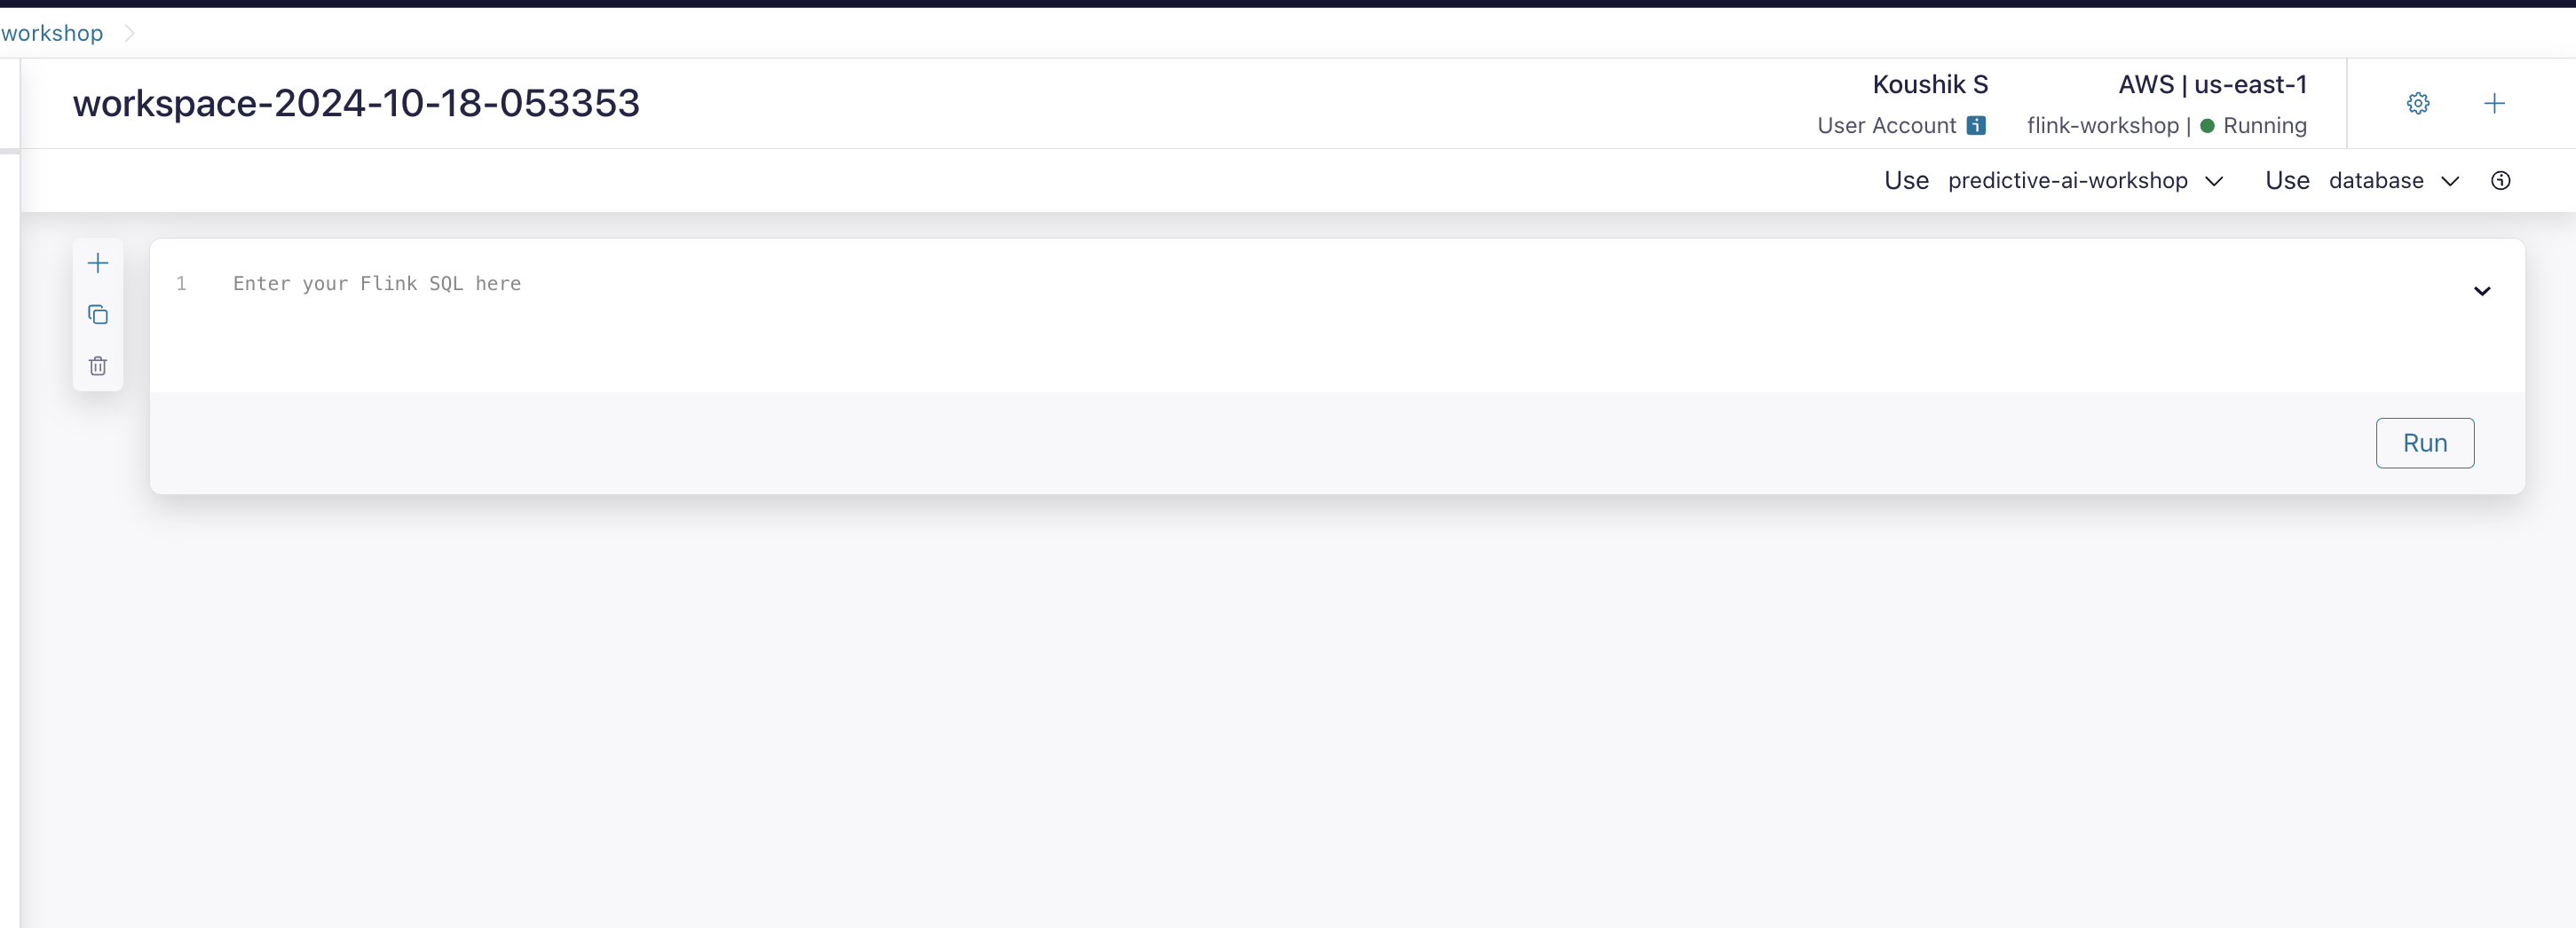 workshop
workspace-2024-10-18-053353
Koushik S
User Account
AWS | us-east-1
flink-workshop | Running
Use predictive-ai-workshop Use database
1 Enter your Flink SQL here
Run